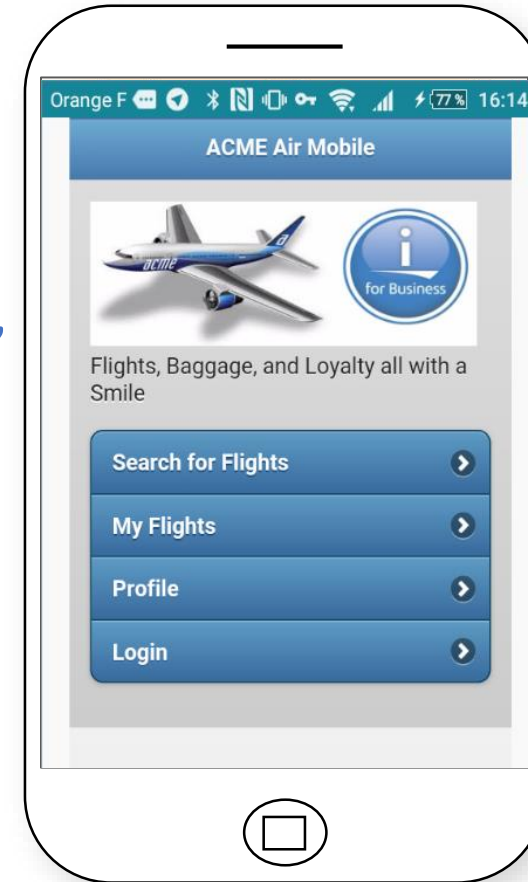 Orange F 77% 16:14
ACME Air Mobile
acme
i
for Business
Flights, Baggage, and Loyalty all with a
Smile
Search for Flights
My Flights
Profile
Login